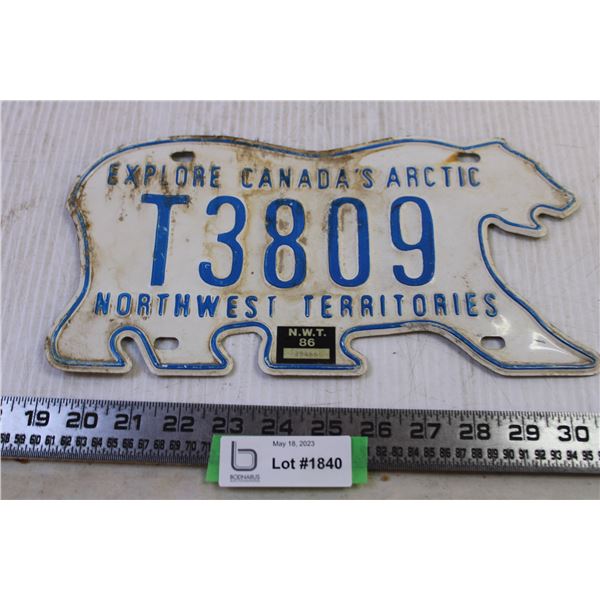 EXPLORE CANADA'S ARCTIC
T3809
NORTHWEST TERRITORIES
N.W.T.
86
19 20 21 22 23 24 25 26 27 28 29 30
May 18, 2023
Lot #1840
b
BODNARUS